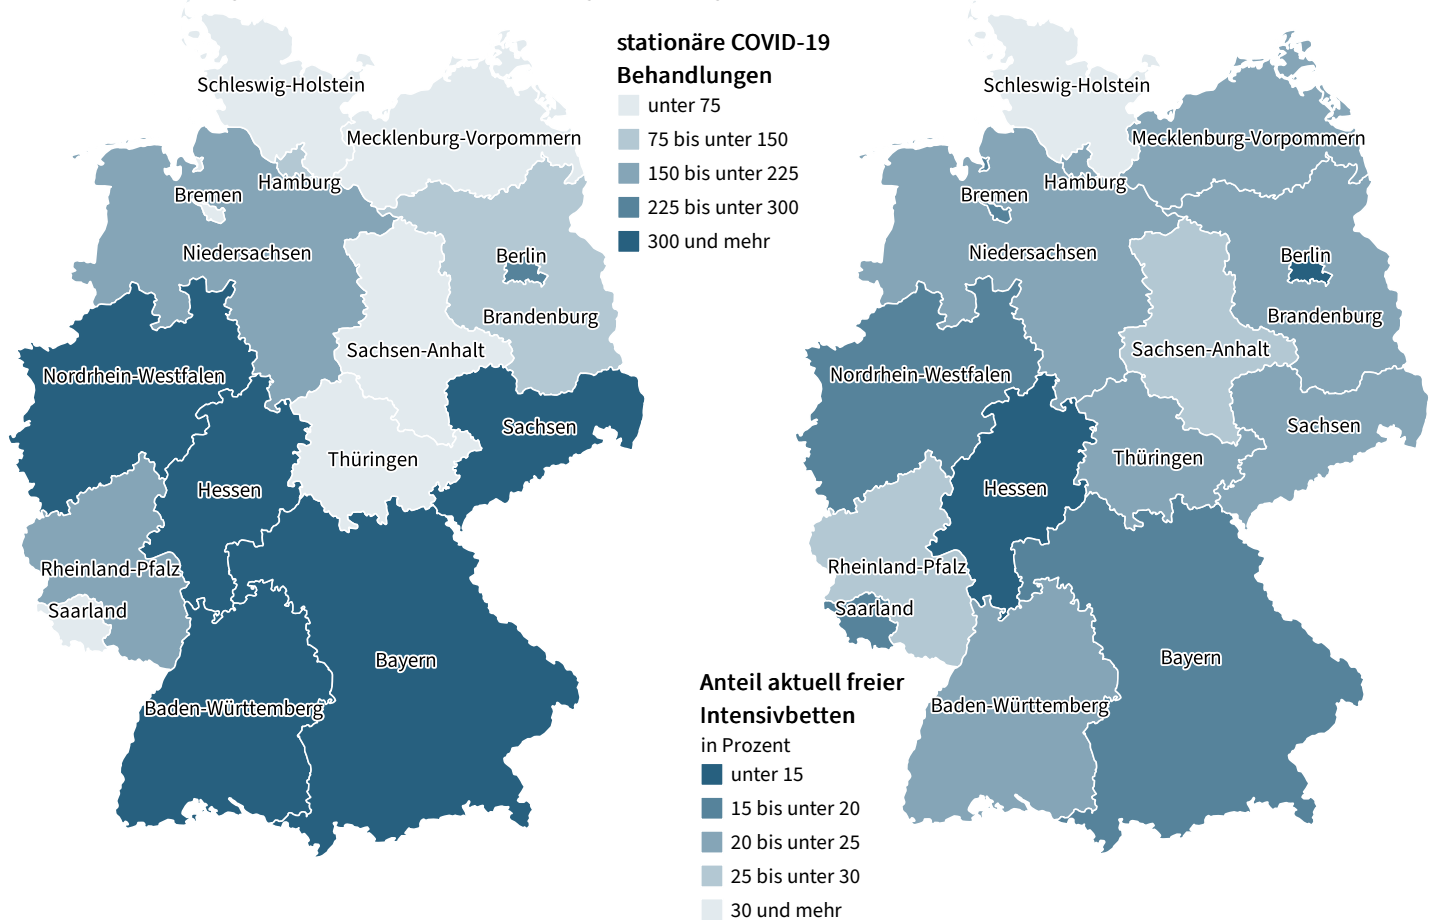 stationäre COVID-19
Behandlungen
unter 75
75 bis unter 150
150 bis unter 225
225 bis unter 300
300 und mehr
Schleswig-Holstein
Mecklenburg-Vorpommern
Hamburg
Bremen
Niedersachsen
Berlin
Brandenburg
Sachsen-Anhalt
Nordrhein-Westfalen
Sachsen
Thüringen
Hessen
Rheinland-Pfalz
Saarland
Bayern
Baden-Württemberg
Schleswig-Holstein
Mecklenburg-Vorpommern
Hamburg
Bremen
Niedersachsen
Berlin
Brandenburg
Sachsen-Anhalt
Nordrhein-Westfalen
Sachsen
Thüringen
Hessen
Rheinland-Pfalz
Saarland
Bayern
Baden-Württemberg
Anteil aktuell freier
Intensivbetten
in Prozent
unter 15
15 bis unter 20
20 bis unter 25
25 bis unter 30
30 und mehr